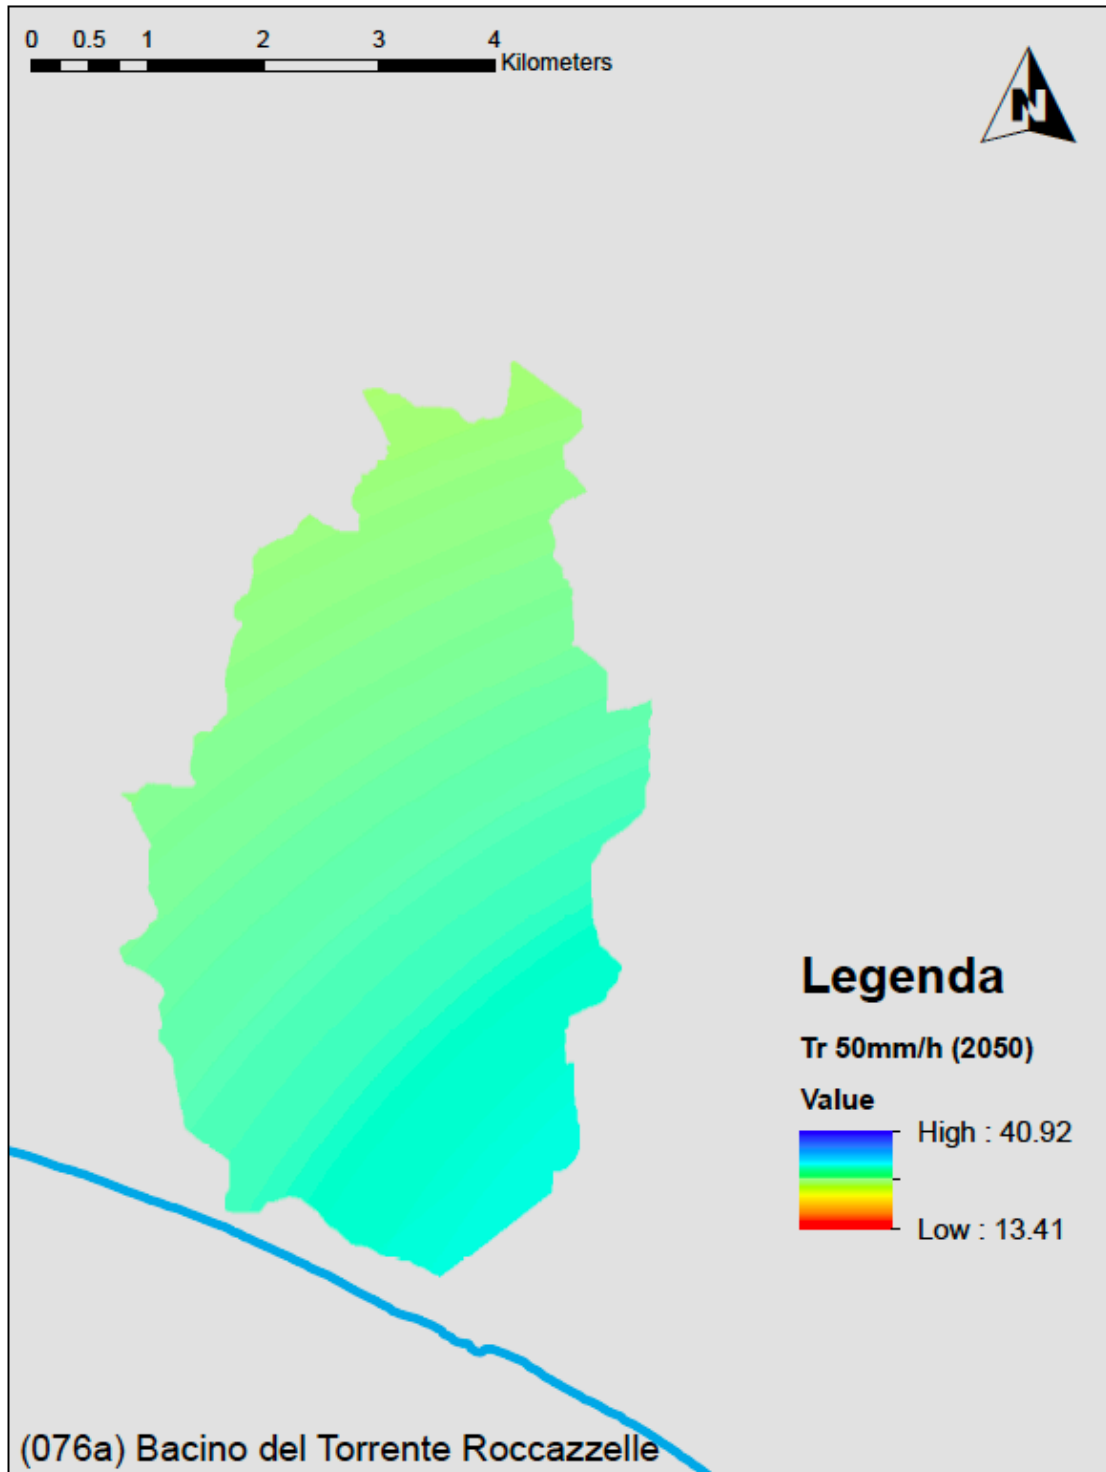 0 0.5 1 2 3 4
Kilometers
N
Legenda
Tr 50mm/h (2050)
Value
High : 40.92
Low : 13.41
(076a) Bacino del Torrente Roccazzelle